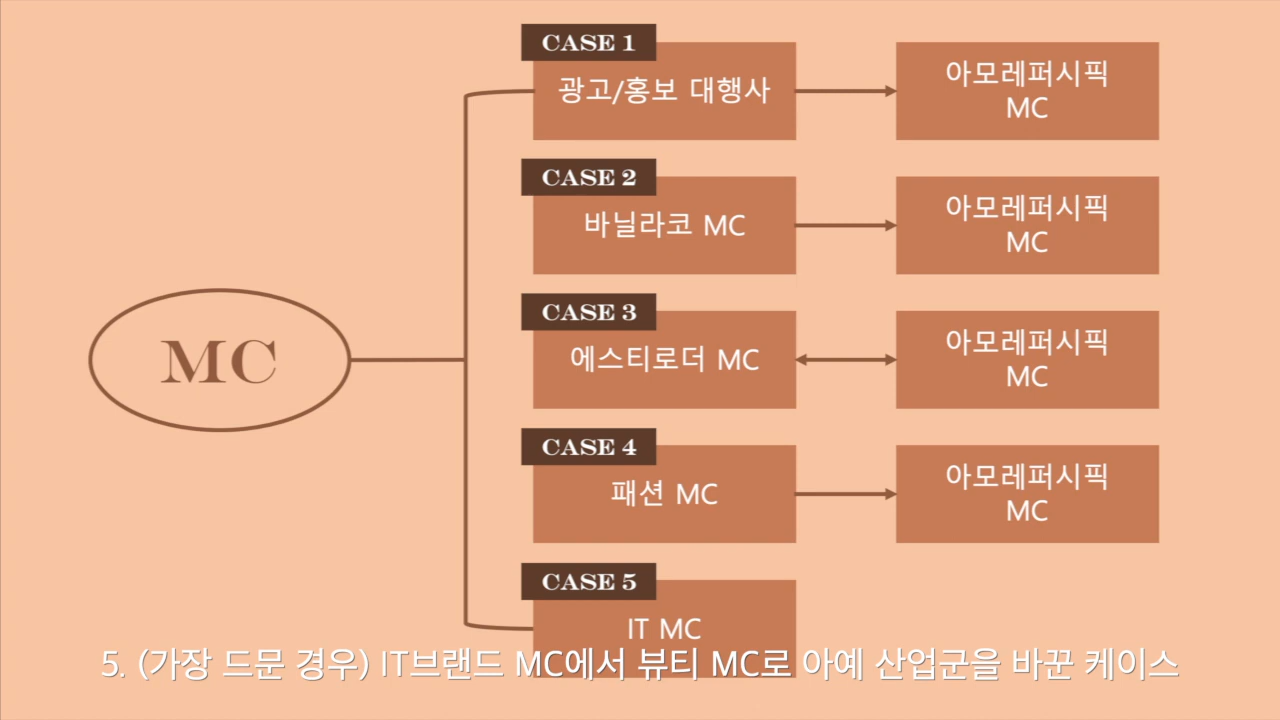 MC
CASE 1
광고/홍보 대행사
아모레퍼시픽
MC
CASE 2
바닐라코 MC
아모레퍼시픽
MC
CASE 3
에스티로더 MC
아모레퍼시픽
MC
CASE 4
패션 MC
아모레퍼시픽
MC
CASE 5
IT MC
5. (가장 드문 경우) IT브랜드 MC에서 뷰티 MC로 아예 산업군을 바꾼 케이스